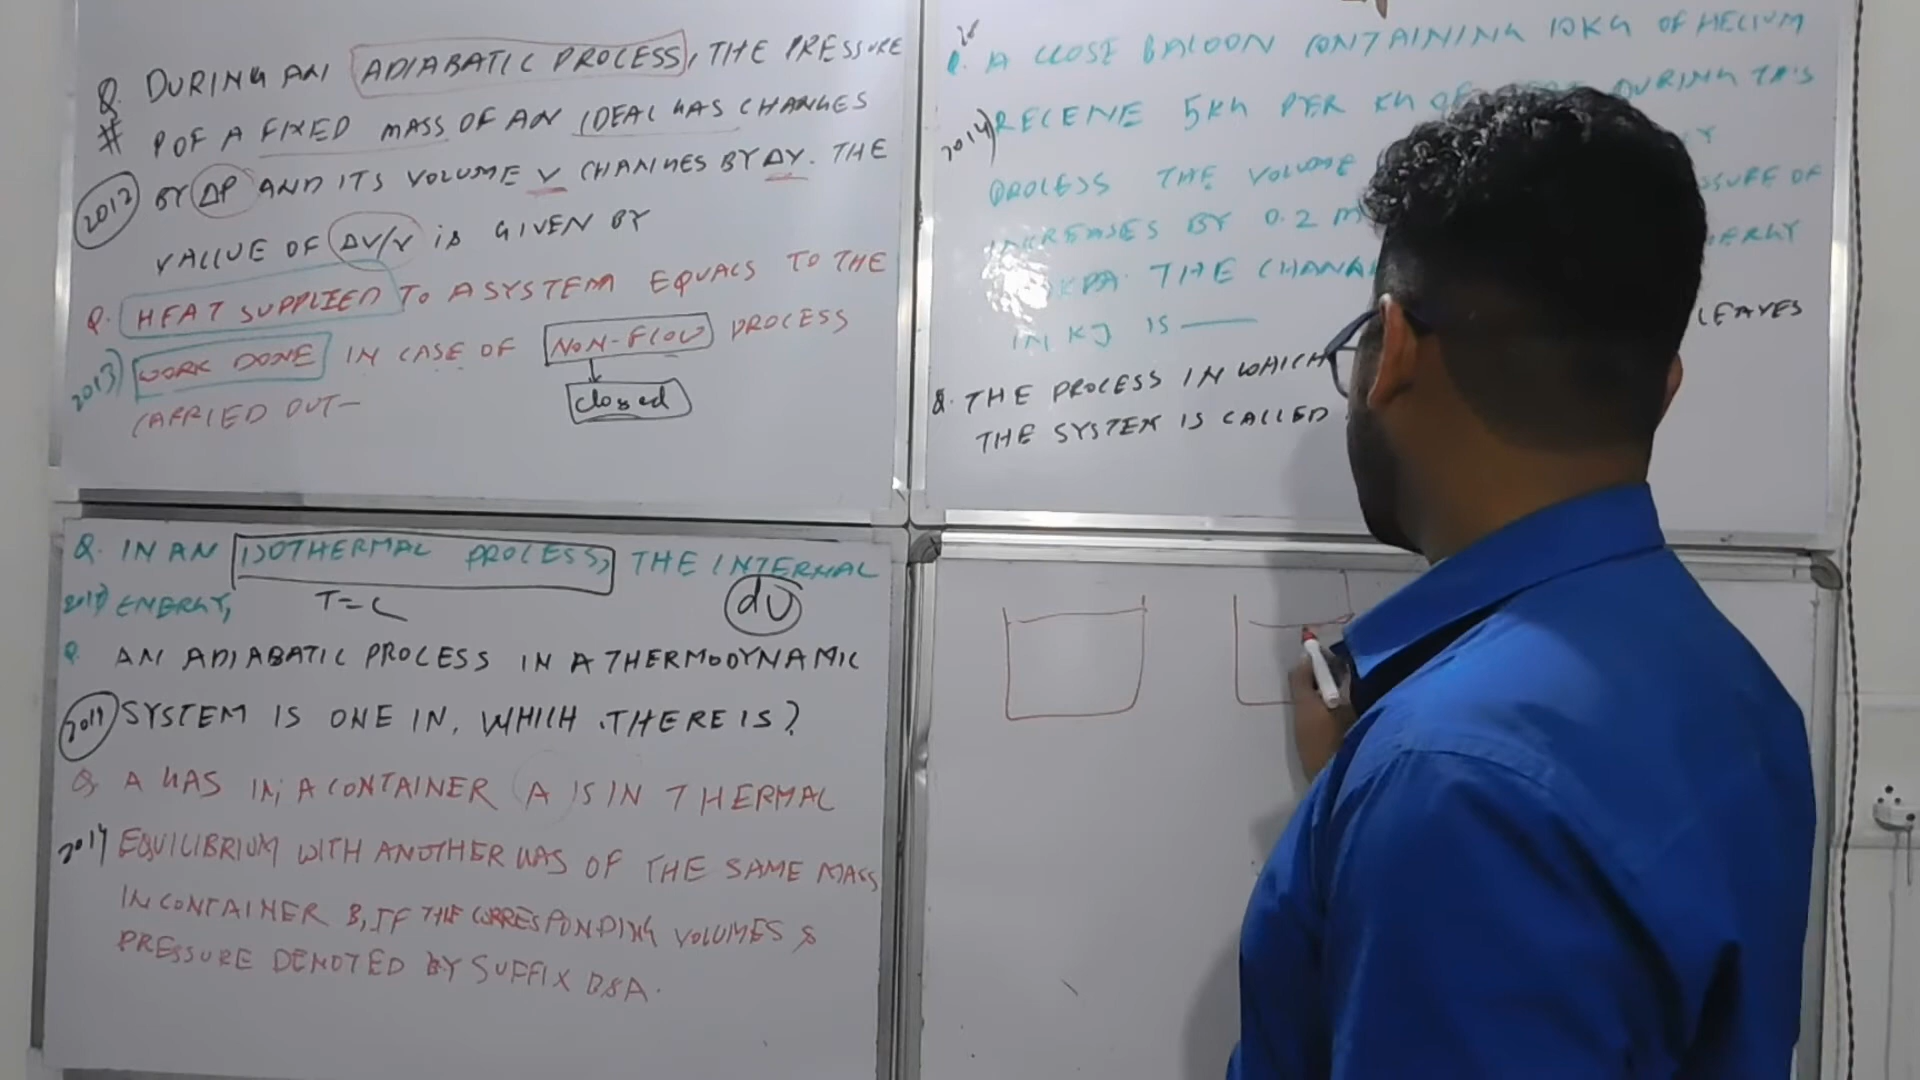 Q. DURING AN ADIABATIC PROCESS, THE PRESSURE
# P OF A FIXED MASS OF AN IDEAL GAS CHANGES
2012 BY ΔP AND ITS VOLUME V CHANGES BY ΔV. THE
VALUE OF ΔV/V is GIVEN BY
Q. HEAT SUPPLIED TO A SYSTEM EQUALS TO THE
2013) WORK DONE IN CASE OF NON-FLOW PROCESS
closed
CARRIED OUT-
Q. A CLOSE BALOON CONTAINING 10KG OF HELIUM
2014) RECEIVE 5KG PER KG DURING THIS
PROCESS THE VOLUME
INCREASES BY 0.2 OF
KPA. THE CHANG
IN KJ IS ——
LEAVES
Q. THE PROCESS IN WHICH
THE SYSTEM IS CALLED
Q. IN AN ISOTHERMAL PROCESS, THE INTERNAL
ENERGY, T=C dU
Q. AN ADIABATIC PROCESS IN A THERMODYNAMIC
SYSTEM IS ONE IN, WHICH THERE IS?
Q. A GAS IN A CONTAINER A IS IN THERMAL
2014 EQUILIBRIUM WITH ANOTHER GAS OF THE SAME MASS
IN CONTAINER B, IF THE CORRESPONDING VOLUMES &
PRESSURE DENOTED BY SUFFIX B&A.